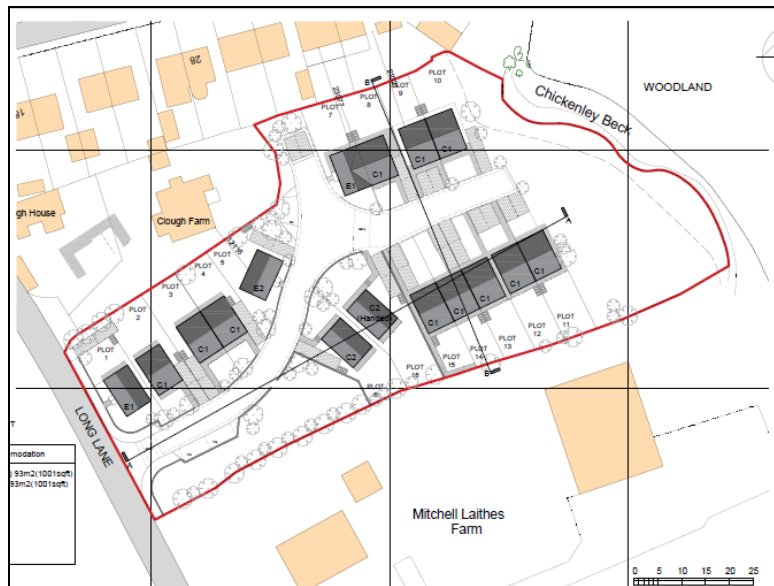 28
18
WOODLAND
Chickenley Beck
PLOT
10
PLOT
9
PLOT
8
PLOT
7
B
C1
C1
E1
C1
gh House
Clough Farm
A
PLOT
5
PLOT
4
PLOT
3
PLOT
2
PLOT
1
E2
C1
C1
C1
E1
C2
(Handed)
C2
C1
C1
C1
C1
C1
PLOT
11
PLOT
12
PLOT
13
PLOT
14
PLOT
15
PLOT
16
B
LONG LANE
A
T
modation
) 93m2(1001sqft)
93m2(1001sqft)
Mitchell Laithes
Farm
0 5 10 15 20 25